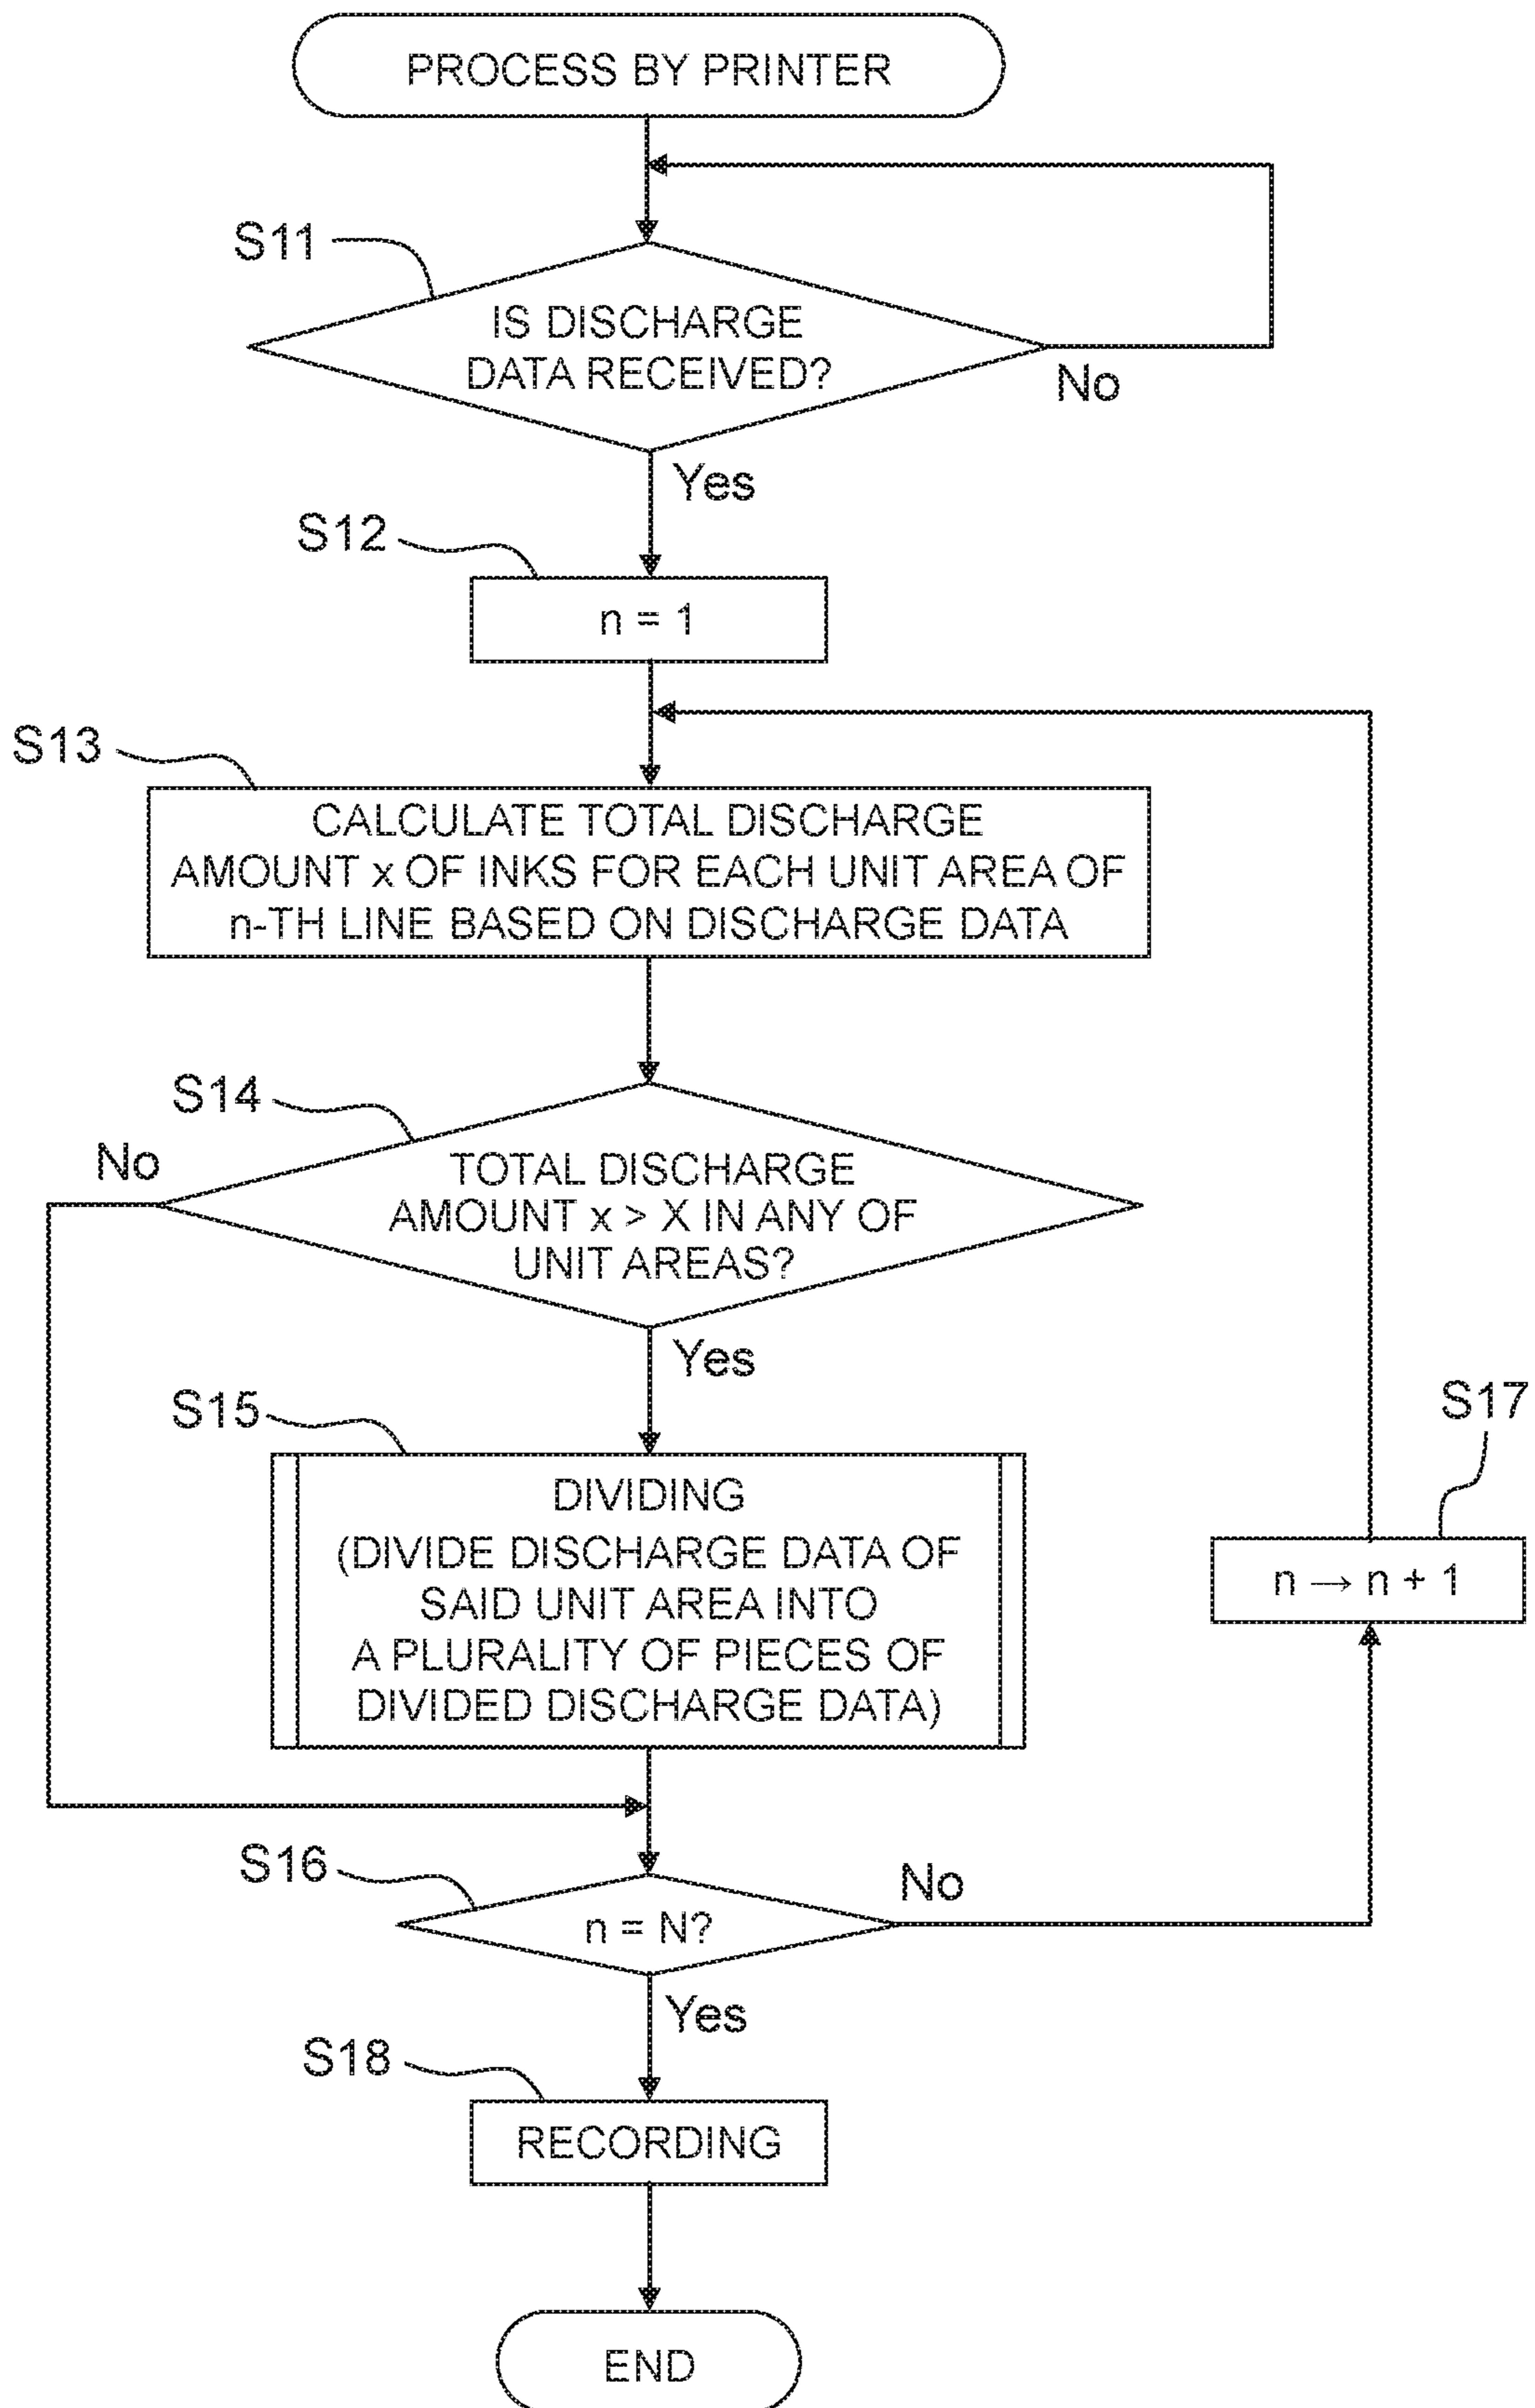 PROCESS BY PRINTER
S11
IS DISCHARGE
DATA RECEIVED?
No
Yes
S12
n = 1
S13
CALCULATE TOTAL DISCHARGE
AMOUNT x OF INKS FOR EACH UNIT AREA OF
n-TH LINE BASED ON DISCHARGE DATA
S14
No
TOTAL DISCHARGE
AMOUNT x > X IN ANY OF
UNIT AREAS?
Yes
S15
DIVIDING
(DIVIDE DISCHARGE DATA OF
SAID UNIT AREA INTO
A PLURALITY OF PIECES OF
DIVIDED DISCHARGE DATA)
S17
n → n + 1
S16
n = N?
No
Yes
S18
RECORDING
END